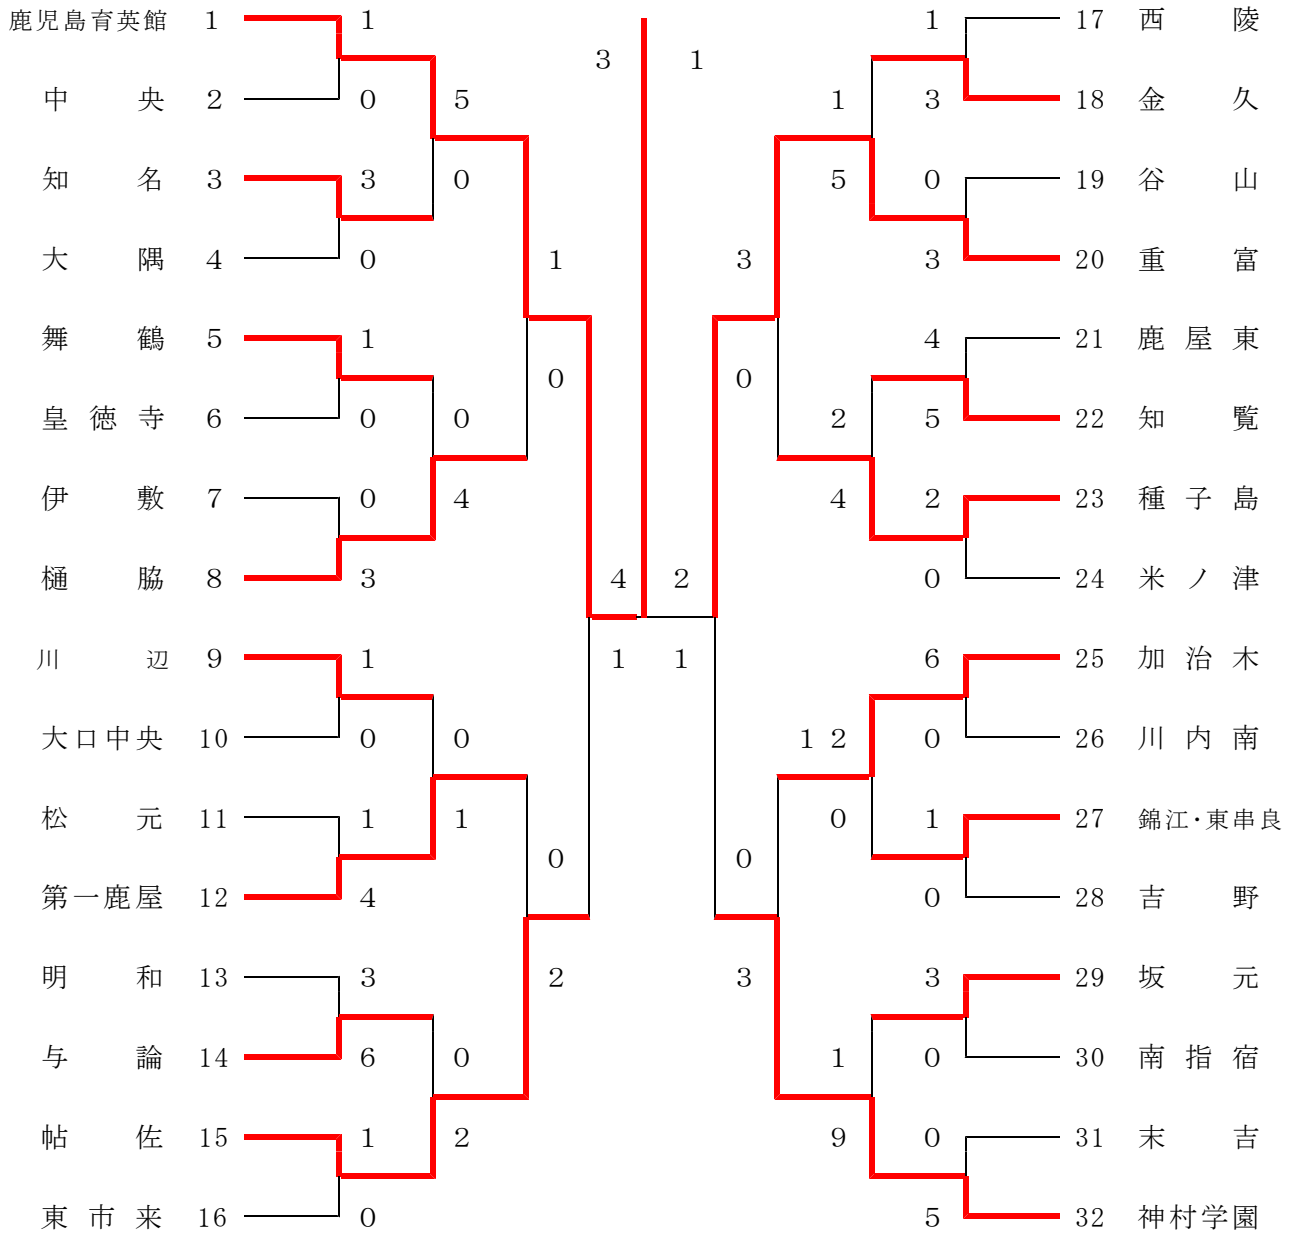 鹿児島育英館 1 1 3 1 1 17 西陵
中央 2 0 5 1 3 18 金久
知名 3 3 0 5 0 19 谷山
大隅 4 0 1 3 3 20 重富
舞鶴 5 1 4 21 鹿屋東
0 0
皇徳寺 6 0 0 2 5 22 知覧
伊敷 7 0 4 4 2 23 種子島
樋脇 8 3 4 2 0 24 米ノ津
川辺 9 1 1 1 6 25 加治木
大口中央 10 0 0 12 0 26 川内南
松元 11 1 1 0 1 27 錦江・東串良
0 0
第一鹿屋 12 4 0 28 吉野
明和 13 3 2 3 3 29 坂元
与論 14 6 0 1 0 30 南指宿
帖佐 15 1 2 9 0 31 末吉
東市来 16 0 5 32 神村学園